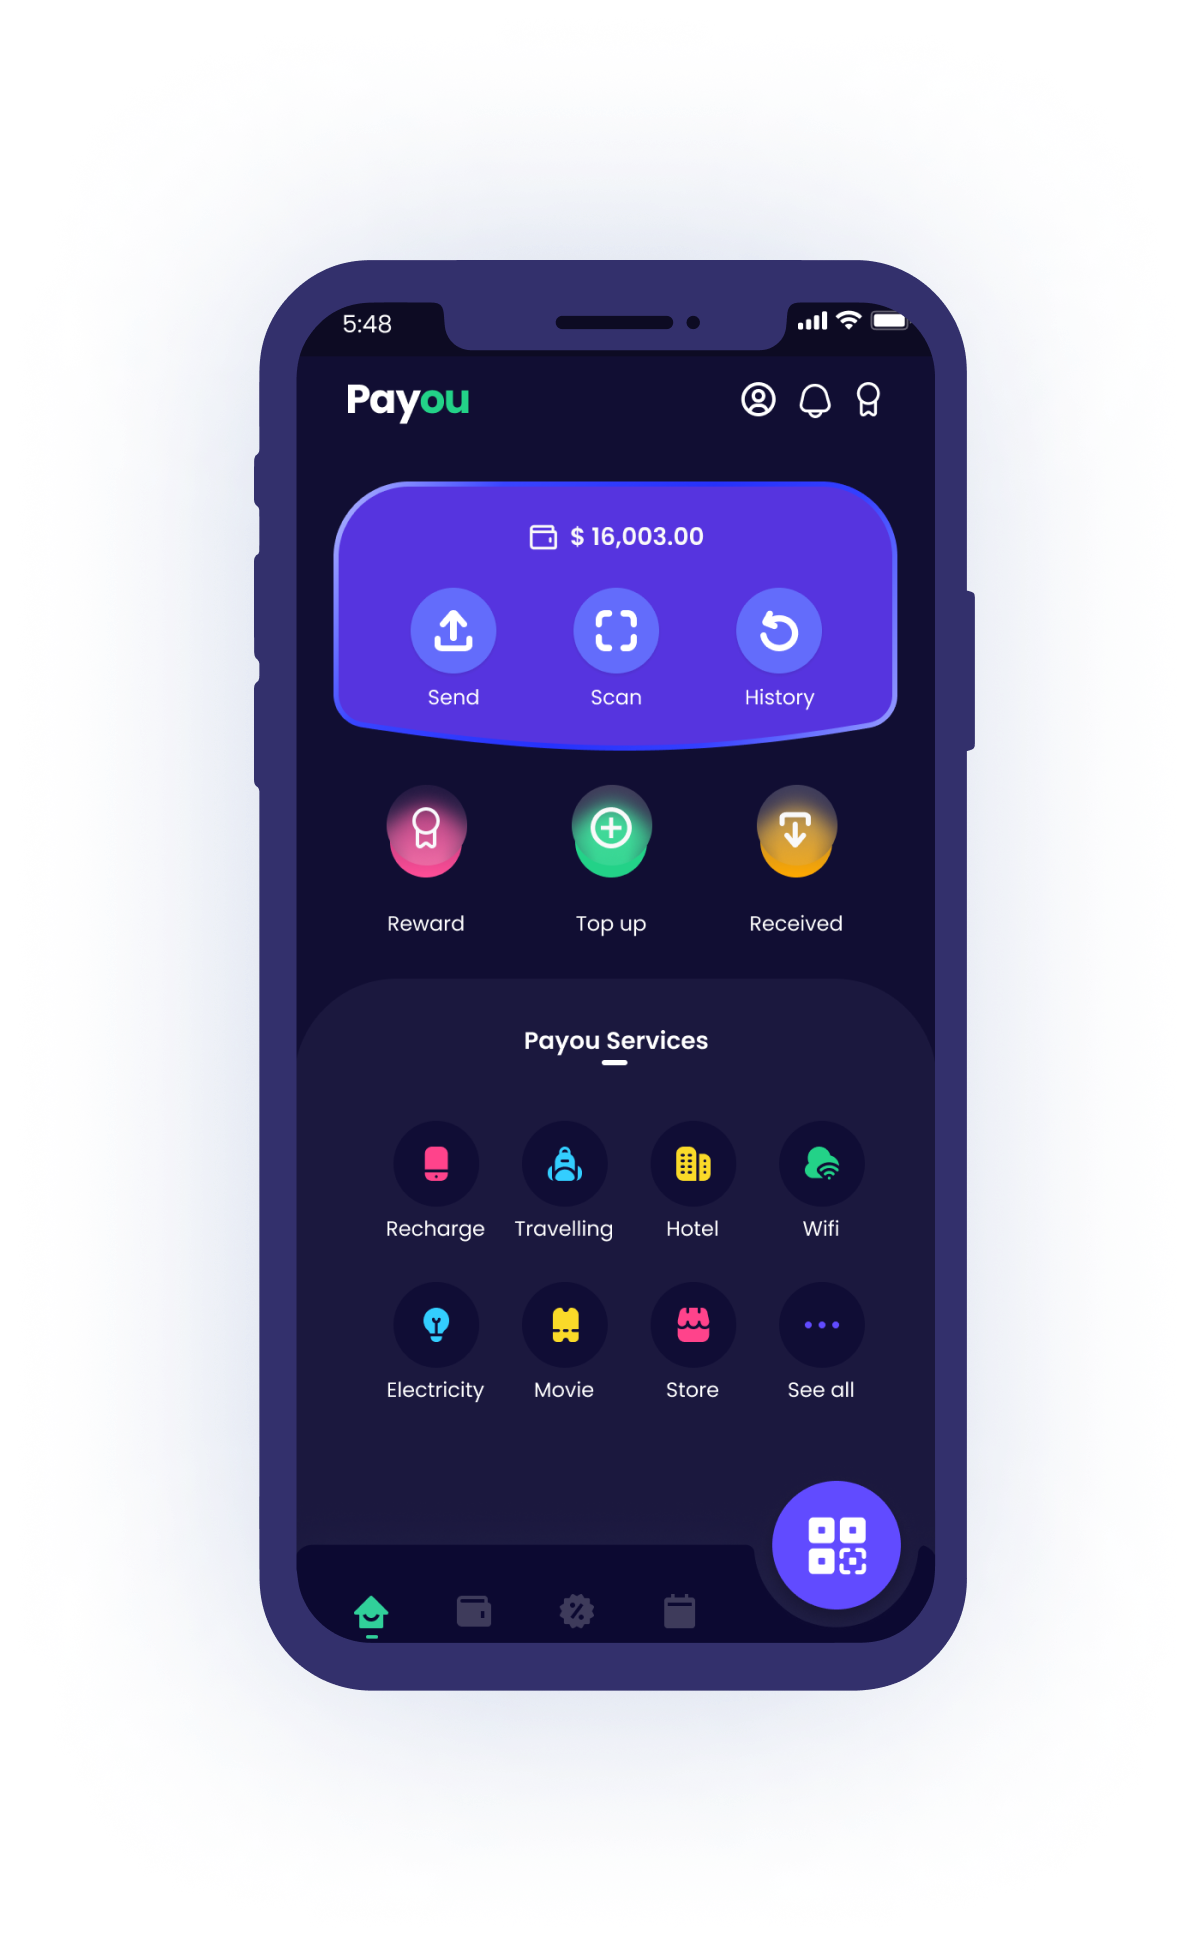 5:48
Payou
$ 16,003.00
Send Scan History
Reward Top up Received
Payou Services
Recharge Travelling Hotel Wifi
Electricity Movie Store See all